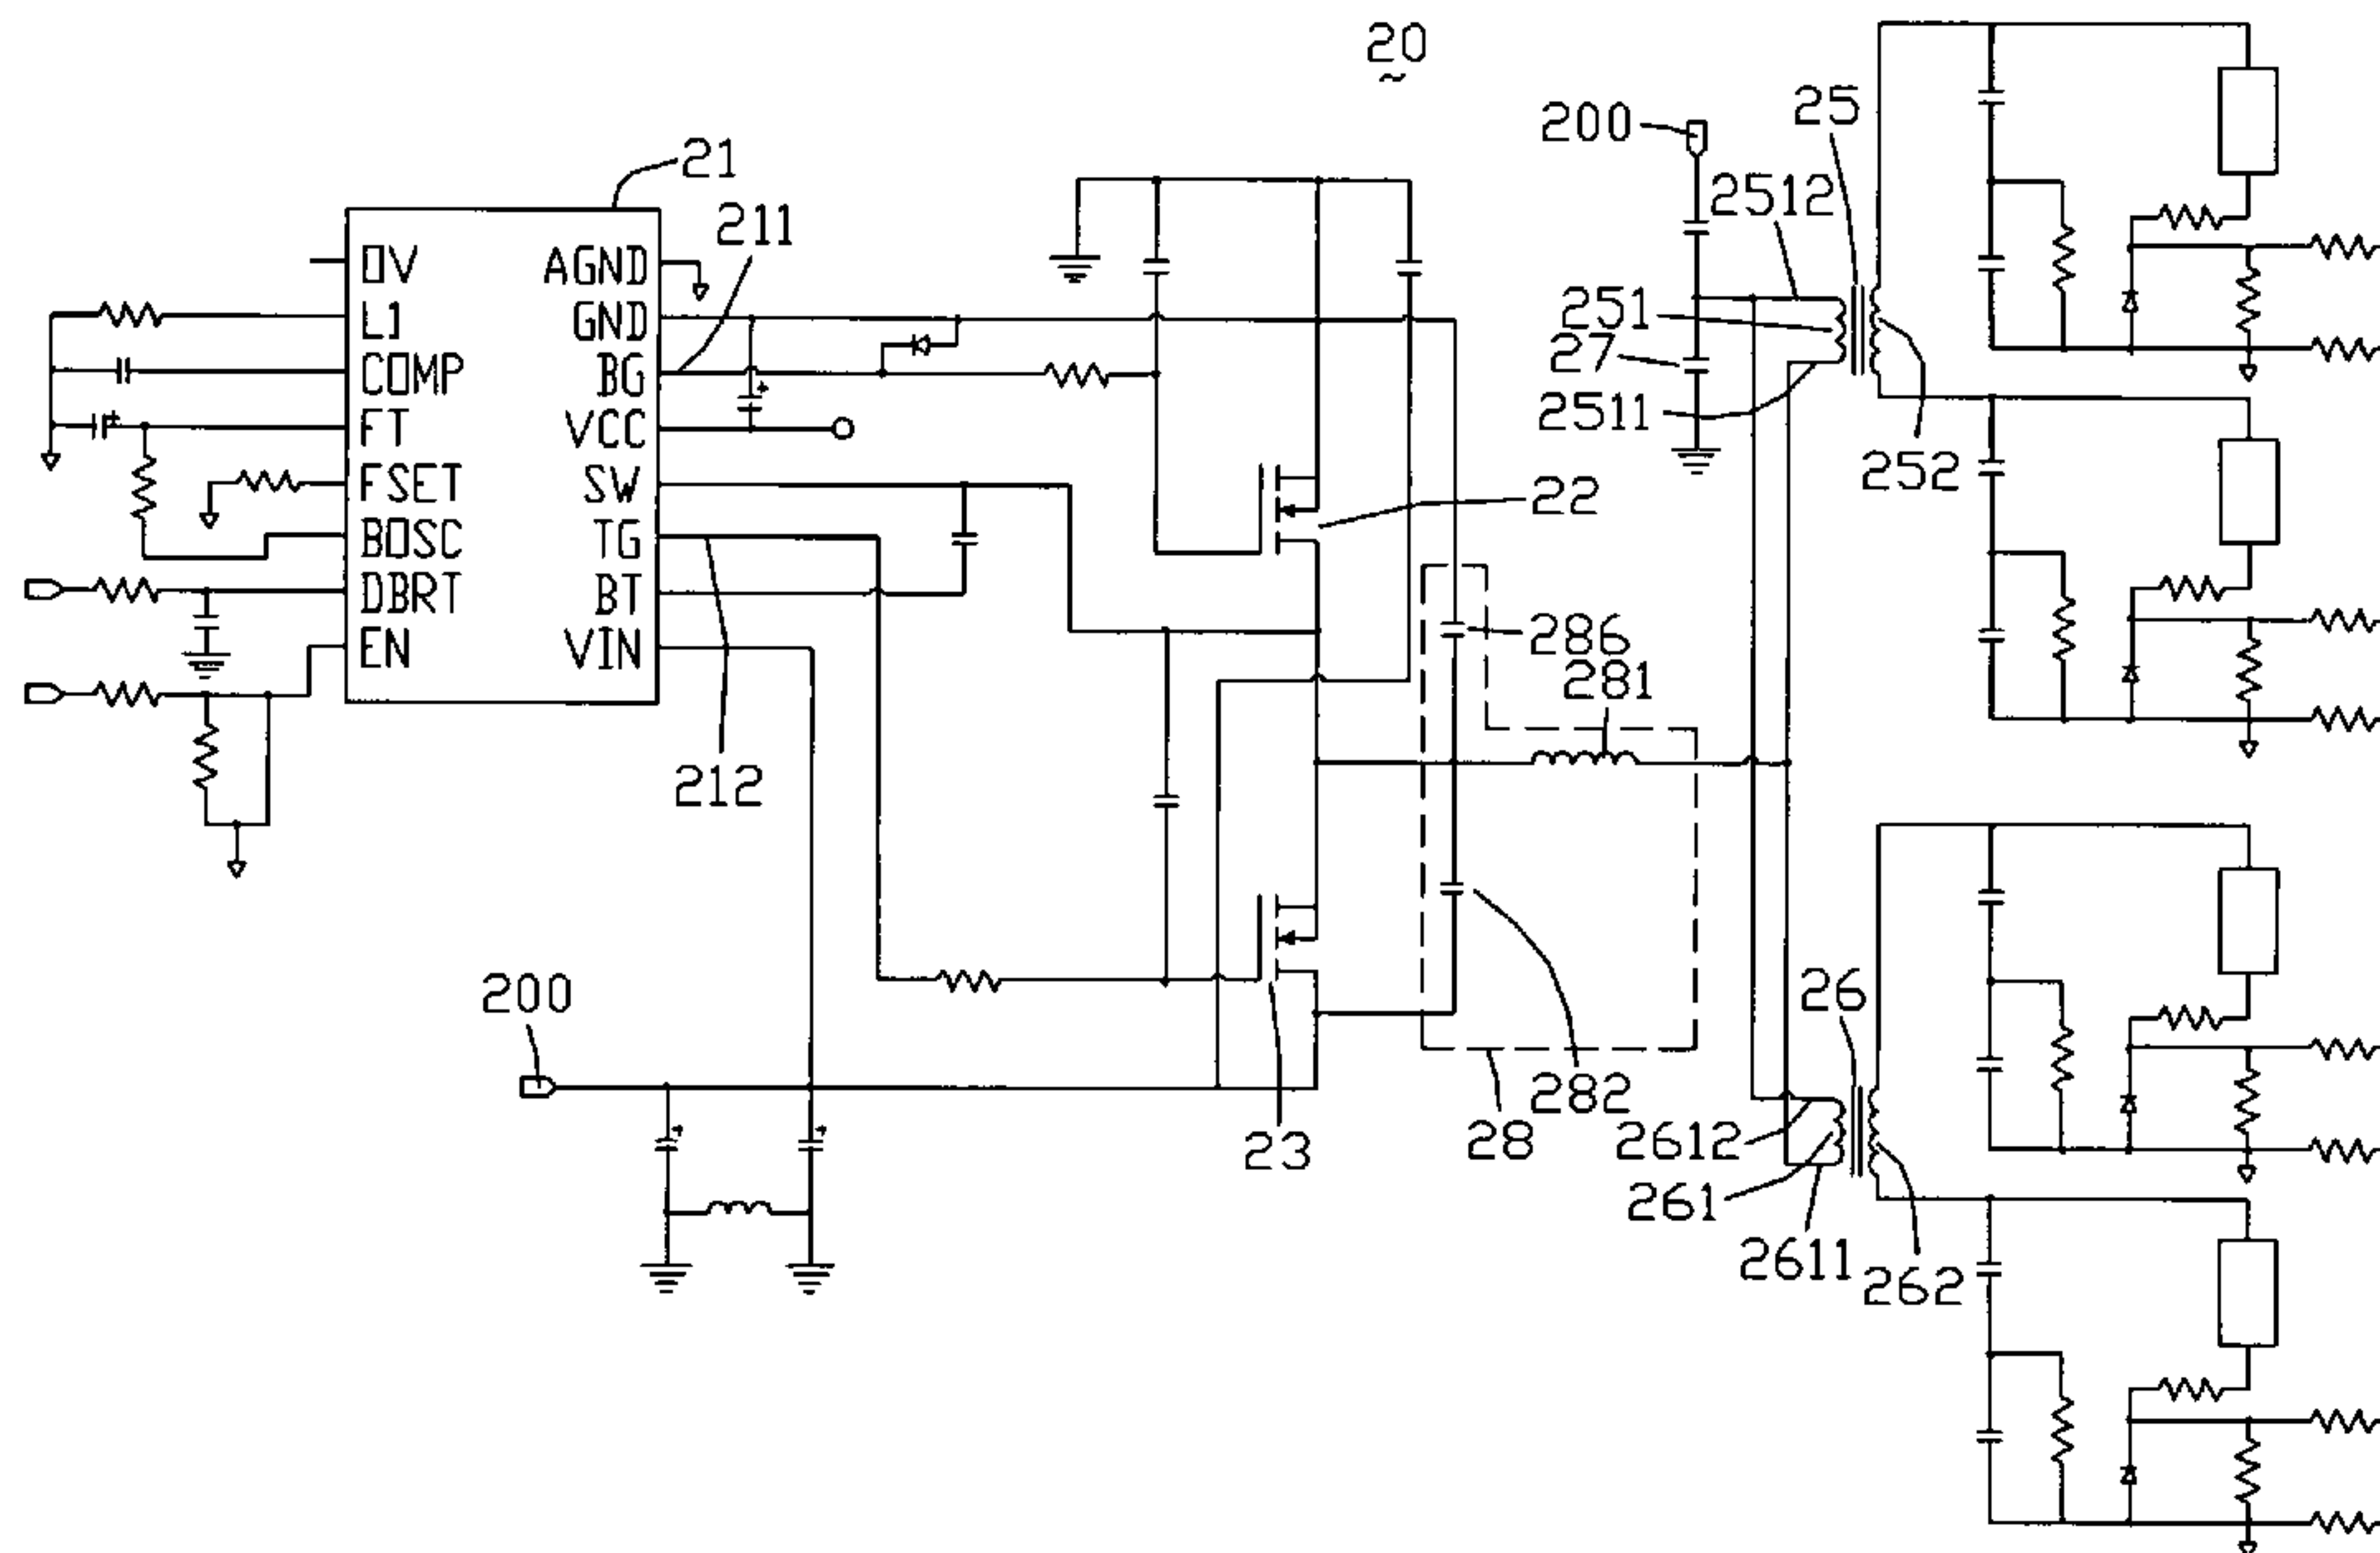 20
200
25
2512
21
211
OV
AGND
L1
GND
251
COMP
BG
27
FT
VCC
2511
252
FSET
SW
22
BOSC
TG
DBRT
BT
286
EN
VIN
281
212
200
26
282
23
28
2612
261
2611
262